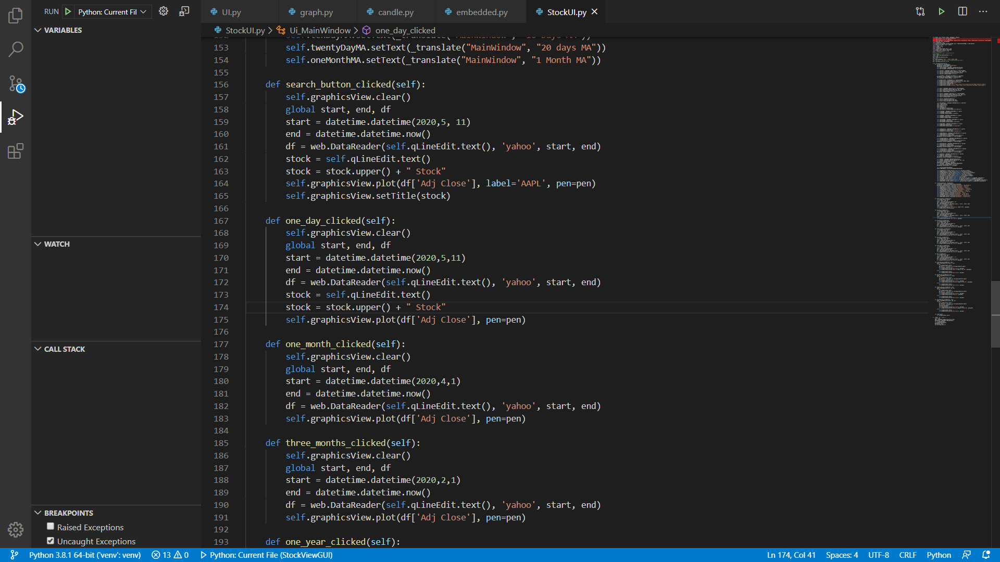 RUN Python: Current Fil
UI.py graph.py candle.py embedded.py StockUI.py
StockUI.py > Ui_MainWindow > one_day_clicked
VARIABLES
WATCH
CALL STACK
BREAKPOINTS
Raised Exceptions
Uncaught Exceptions
152 self.tenDayMA.setText(_translate("MainWindow", "10 Days MA"))
153 self.twentyDayMA.setText(_translate("MainWindow", "20 days MA"))
154 self.oneMonthMA.setText(_translate("MainWindow", "1 Month MA"))
155
156 def search_button_clicked(self):
157 self.graphicsView.clear()
158 global start, end, df
159 start = datetime.datetime(2020,5, 11)
160 end = datetime.datetime.now()
161 df = web.DataReader(self.qLineEdit.text(), 'yahoo', start, end)
162 stock = self.qLineEdit.text()
163 stock = stock.upper() + " Stock"
164 self.graphicsView.plot(df['Adj Close'], label='AAPL', pen=pen)
165 self.graphicsView.setTitle(stock)
166
167 def one_day_clicked(self):
168 self.graphicsView.clear()
169 global start, end, df
170 start = datetime.datetime(2020,5,11)
171 end = datetime.datetime.now()
172 df = web.DataReader(self.qLineEdit.text(), 'yahoo', start, end)
173 stock = self.qLineEdit.text()
174 stock = stock.upper() + " Stock"
175 self.graphicsView.plot(df['Adj Close'], pen=pen)
176
177 def one_month_clicked(self):
178 self.graphicsView.clear()
179 global start, end, df
180 start = datetime.datetime(2020,4,1)
181 end = datetime.datetime.now()
182 df = web.DataReader(self.qLineEdit.text(), 'yahoo', start, end)
183 self.graphicsView.plot(df['Adj Close'], pen=pen)
184
185 def three_months_clicked(self):
186 self.graphicsView.clear()
187 global start, end, df
188 start = datetime.datetime(2020,2,1)
189 end = datetime.datetime.now()
190 df = web.DataReader(self.qLineEdit.text(), 'yahoo', start, end)
191 self.graphicsView.plot(df['Adj Close'], pen=pen)
192
193 def one_year_clicked(self):
Python 3.8.1 64-bit ('venv': venv) 13 0 Python: Current File (StockViewGUI) Ln 174, Col 41 Spaces: 4 UTF-8 CRLF Python